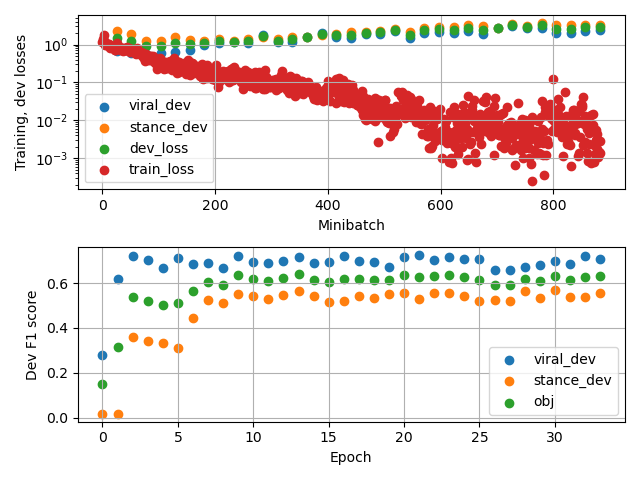 Training, dev losses
10⁰
10⁻¹
10⁻²
10⁻³
viral_dev
stance_dev
dev_loss
train_loss
0 200 400 600 800
Minibatch
Dev F1 score
0.6
0.4
0.2
0.0
viral_dev
stance_dev
obj
0 5 10 15 20 25 30
Epoch